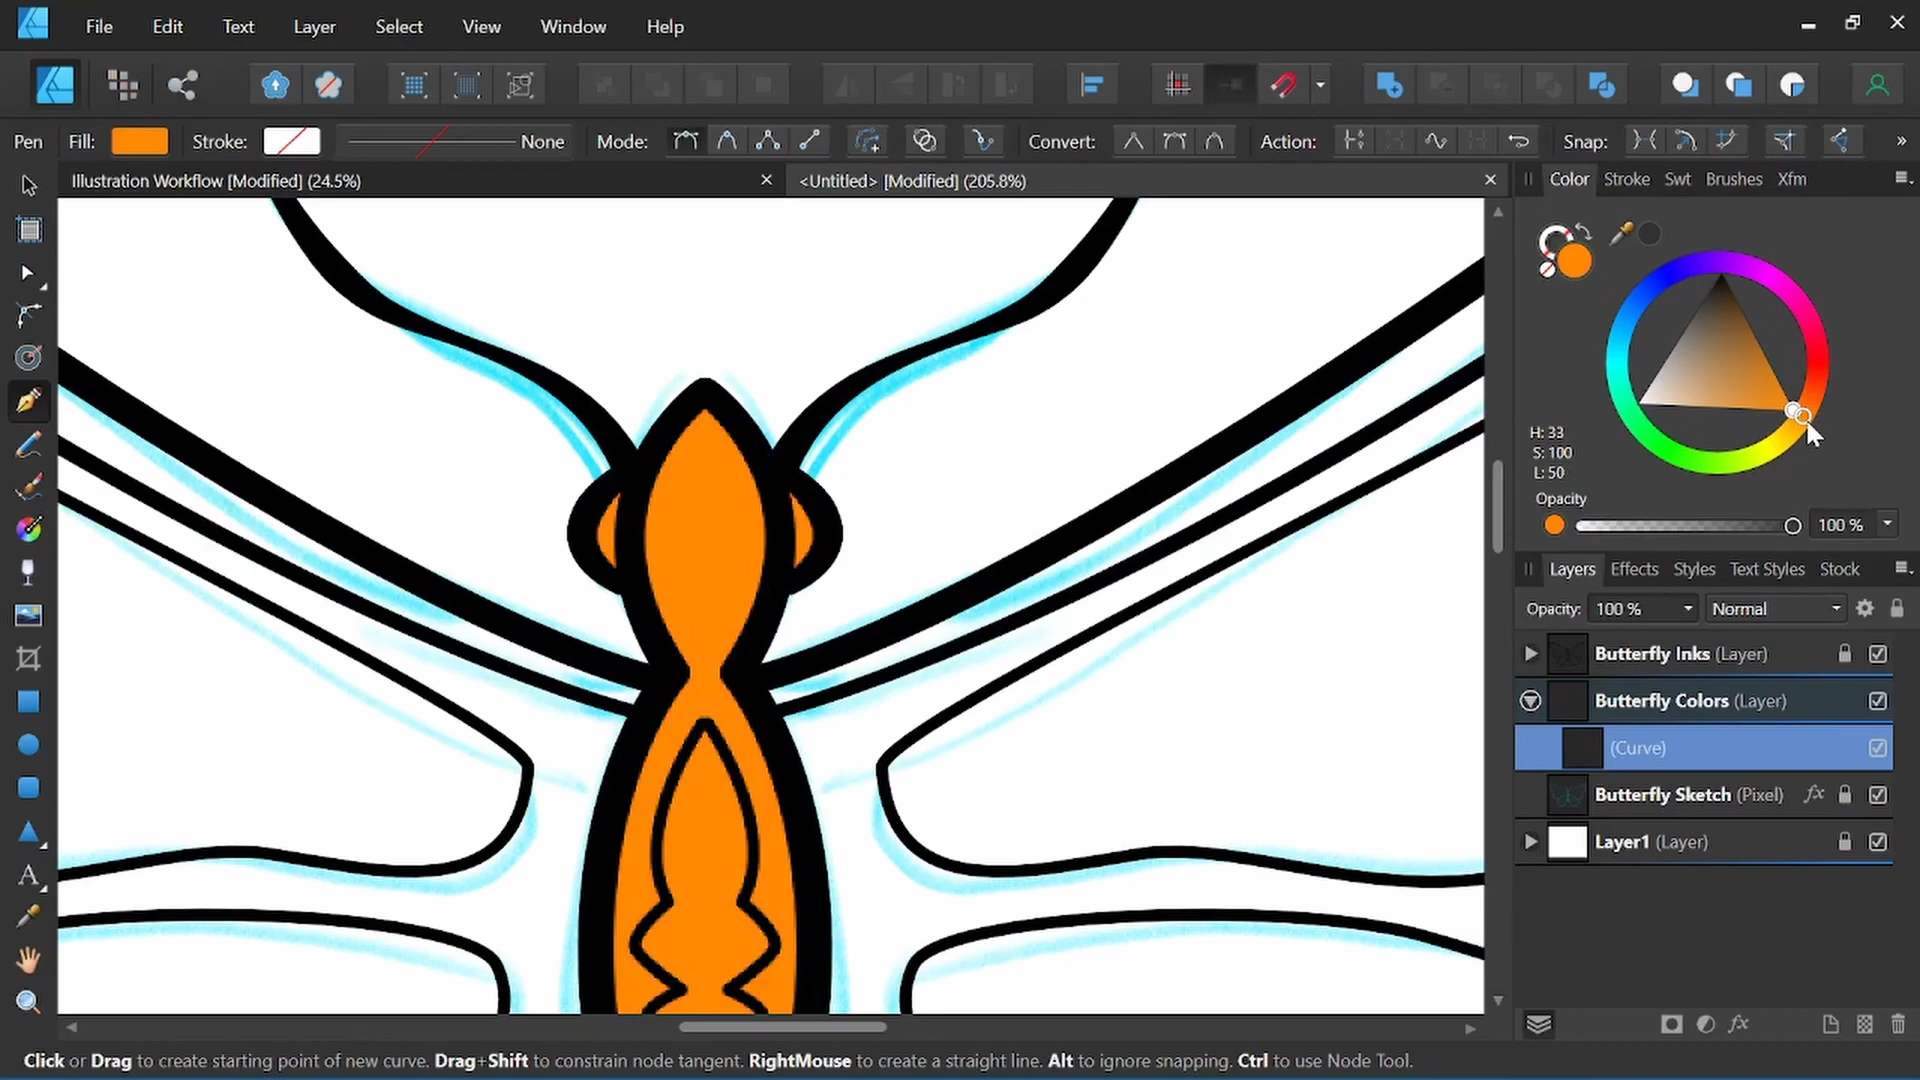 File Edit Text Layer Select View Window Help
Pen Fill: Stroke: None Mode: Convert: Action: Snap: »
Illustration Workflow [Modified] (24.5%) <Untitled> [Modified] (205.8%)
Color Stroke Swt Brushes Xfm
H: 33
S: 100
L: 50
Opacity
100 %
Layers Effects Styles Text Styles Stock
Opacity: 100 % Normal
Butterfly Inks (Layer)
Butterfly Colors (Layer)
(Curve)
Butterfly Sketch (Pixel) fx
Layer1 (Layer)
fx
Click or Drag to create starting point of new curve. Drag+Shift to constrain node tangent. RightMouse to create a straight line. Alt to ignore snapping. Ctrl to use Node Tool.